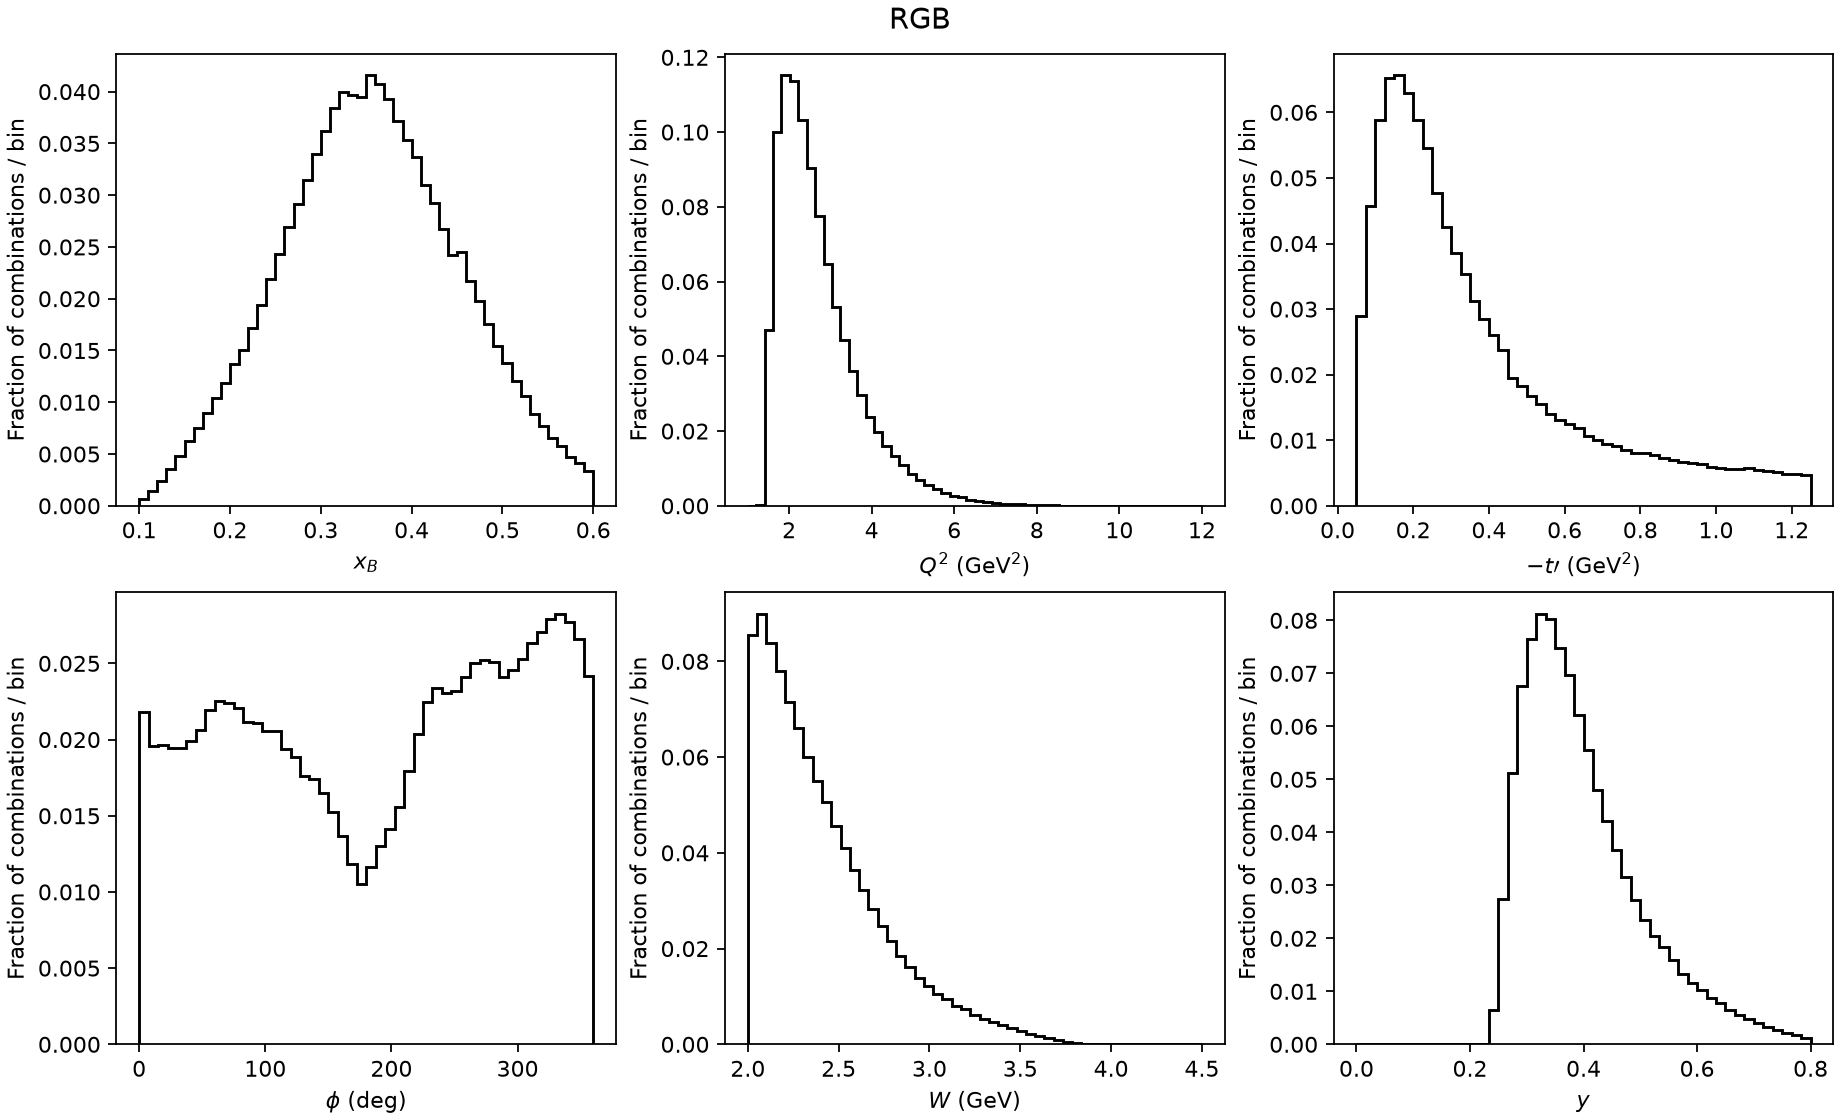 RGB
Fraction of combinations / bin
0.040
0.035
0.030
0.025
0.020
0.015
0.010
0.005
0.000
0.1 0.2 0.3 0.4 0.5 0.6
x_B
Fraction of combinations / bin
0.12
0.10
0.08
0.06
0.04
0.02
0.00
2 4 6 8 10 12
Q² (GeV²)
Fraction of combinations / bin
0.06
0.05
0.04
0.03
0.02
0.01
0.00
0.0 0.2 0.4 0.6 0.8 1.0 1.2
−t′ (GeV²)
Fraction of combinations / bin
0.025
0.020
0.015
0.010
0.005
0.000
0 100 200 300
ϕ (deg)
Fraction of combinations / bin
0.08
0.06
0.04
0.02
0.00
2.0 2.5 3.0 3.5 4.0 4.5
W (GeV)
Fraction of combinations / bin
0.08
0.07
0.06
0.05
0.04
0.03
0.02
0.01
0.00
0.0 0.2 0.4 0.6 0.8
y